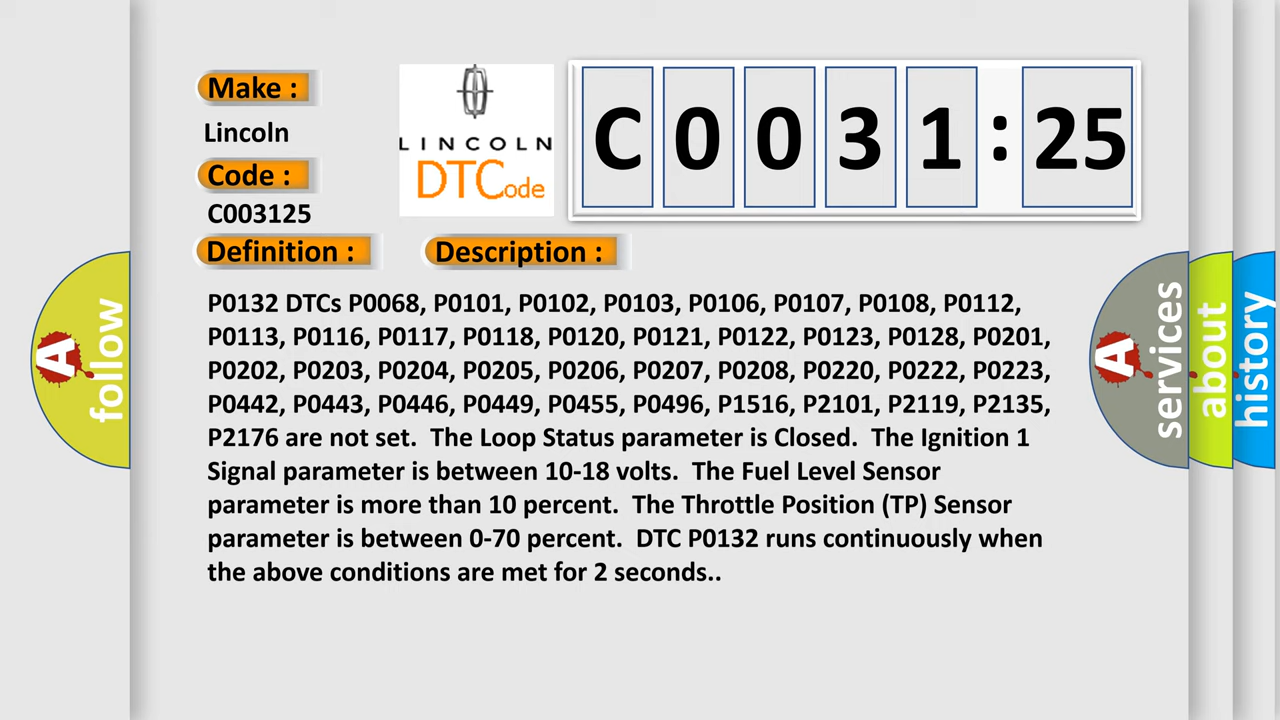 Make :
Lincoln
Code :
C003125
Definition :
Description :
LINCOLN
DTCode
C0031:25
P0132 DTCs P0068, P0101, P0102, P0103, P0106, P0107, P0108, P0112,
P0113, P0116, P0117, P0118, P0120, P0121, P0122, P0123, P0128, P0201,
P0202, P0203, P0204, P0205, P0206, P0207, P0208, P0220, P0222, P0223,
P0442, P0443, P0446, P0449, P0455, P0496, P1516, P2101, P2119, P2135,
P2176 are not set. The Loop Status parameter is Closed. The Ignition 1
Signal parameter is between 10-18 volts. The Fuel Level Sensor
parameter is more than 10 percent. The Throttle Position (TP) Sensor
parameter is between 0-70 percent. DTC P0132 runs continuously when
the above conditions are met for 2 seconds..
A follow
A services
about
history